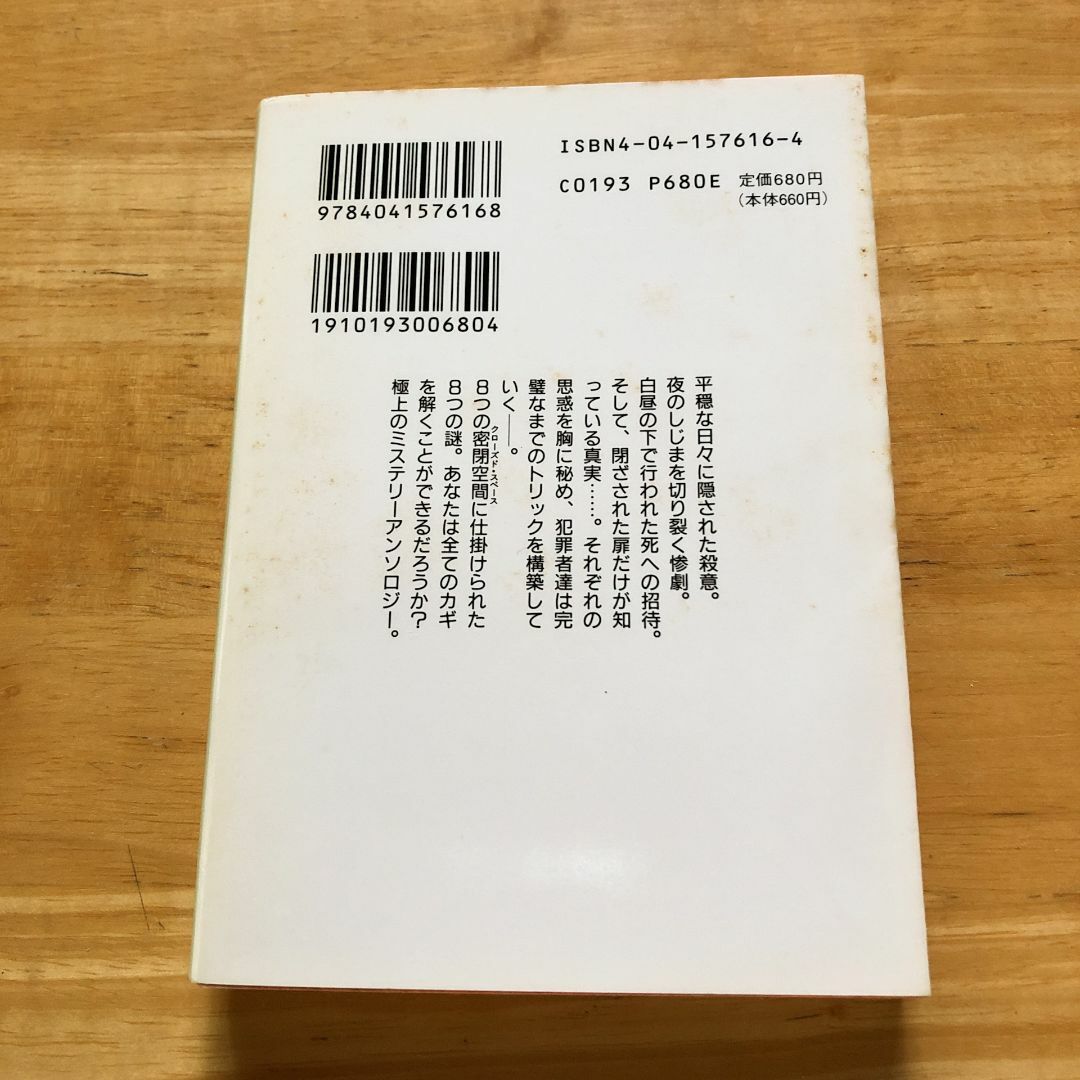 ISBN4-04-157616-4
C0193 P680E 定価680円
(本体660円)
9784041576168
1910193006804
平穏な日々に隠された殺意。
夜のしじまを切り裂く惨劇。
白昼の下で行われた死への招待。
そして、閉ざされた扉だけが知
っている真実……。それぞれの
思惑を胸に秘め、犯罪者達は完
璧なまでのトリックを構築して
いく――。
8つの密閉空間に仕掛けられた
クローズド・スペース
8つの謎。あなたは全てのカギ
を解くことができるだろうか?
極上のミステリーアンソロジー。